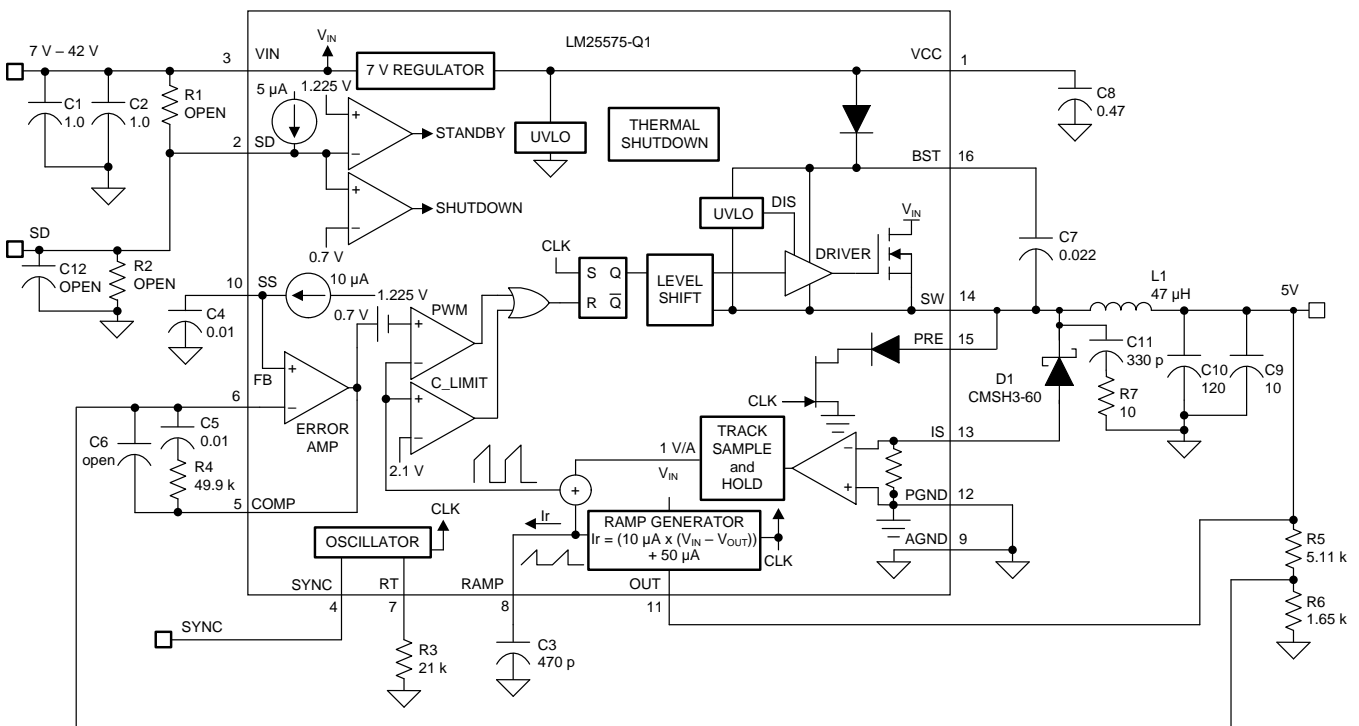 7 V – 42 V
3
VIN
V_IN
LM25575-Q1
VCC
1
7 V REGULATOR
C1
1.0
C2
1.0
R1
OPEN
5 µA
1.225 V
STANDBY
UVLO
THERMAL
SHUTDOWN
C8
0.47
2
SD
BST
16
SHUTDOWN
0.7 V
UVLO
DIS
V_IN
DRIVER
C7
0.022
SD
C12
OPEN
R2
OPEN
CLK
S Q
R Q̅
LEVEL
SHIFT
10
SS
10 µA
1.225 V
0.7 V
PWM
C4
0.01
SW
14
L1
47 µH
5V
PRE
15
C11
330 p
R7
10
C10
120
C9
10
D1
CMSH3-60
CLK
FB
6
ERROR
AMP
C_LIMIT
2.1 V
C6
open
C5
0.01
R4
49.9 k
5
COMP
1 V/A
V_IN
TRACK
SAMPLE
and
HOLD
IS
13
PGND
12
AGND
9
CLK
OSCILLATOR
Ir
RAMP GENERATOR
Ir = (10 µA x (V_IN – V_OUT))
+ 50 µA
CLK
SYNC
4
RT
7
RAMP
8
OUT
11
R5
5.11 k
R6
1.65 k
SYNC
R3
21 k
C3
470 p